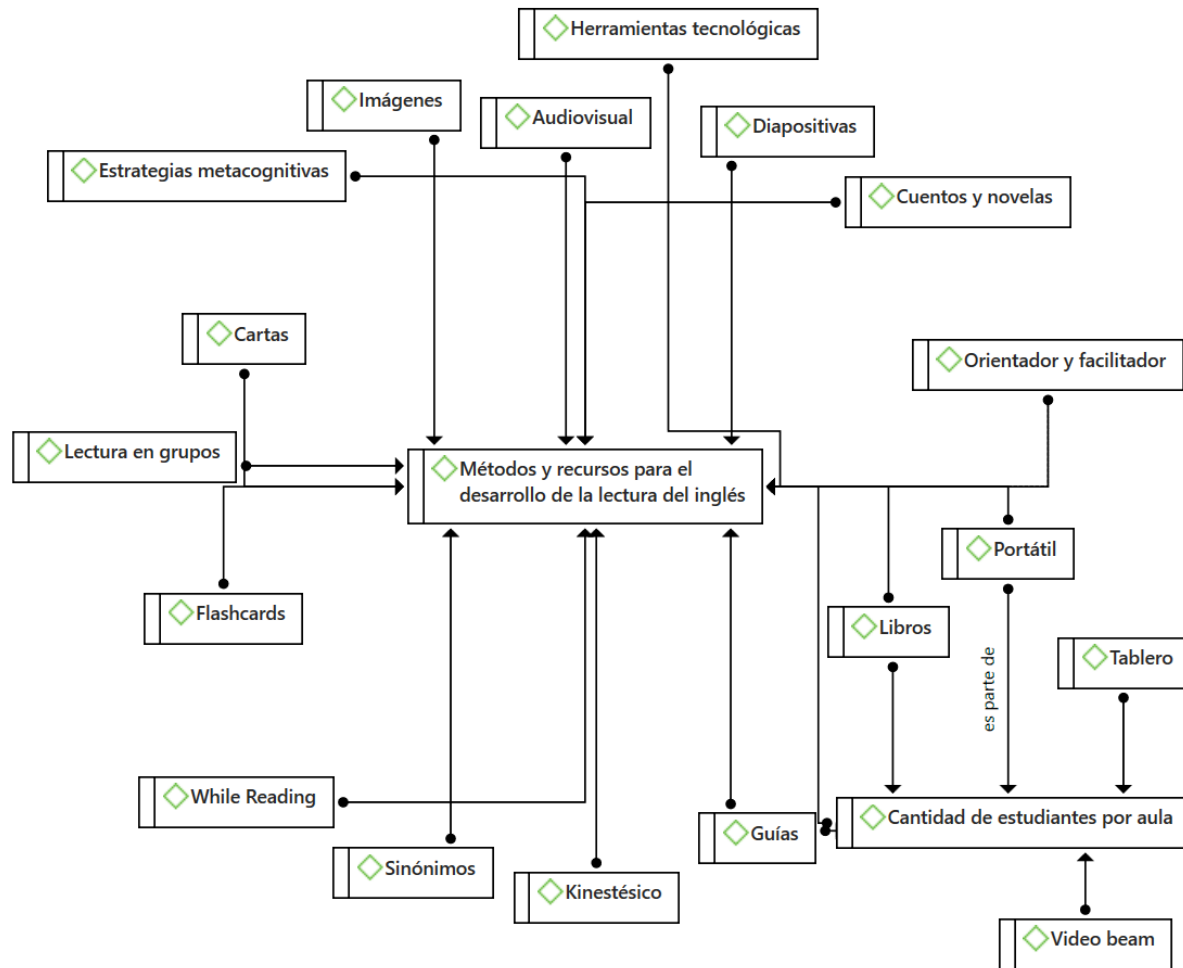 Herramientas tecnológicas
Imágenes
Audiovisual
Diapositivas
Estrategias metacognitivas
Cuentos y novelas
Cartas
Orientador y facilitador
Lectura en grupos
Métodos y recursos para el
desarrollo de la lectura del inglés
Portátil
Flashcards
Libros
Tablero
es parte de
While Reading
Guías
Cantidad de estudiantes por aula
Sinónimos
Kinestésico
Video beam